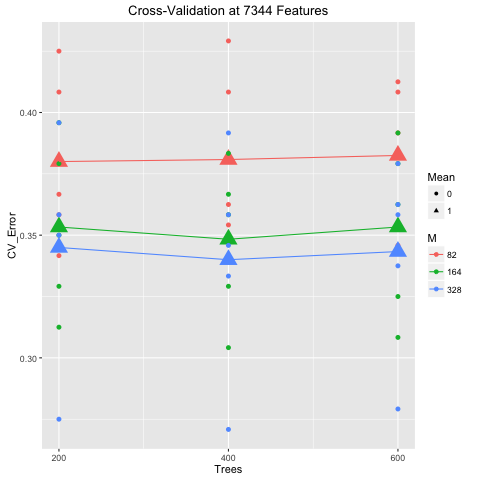 Cross-Validation at 7344 Features
CV_Error
0.40
0.35
0.30
200
400
600
Trees
Mean
0
1
M
82
164
328